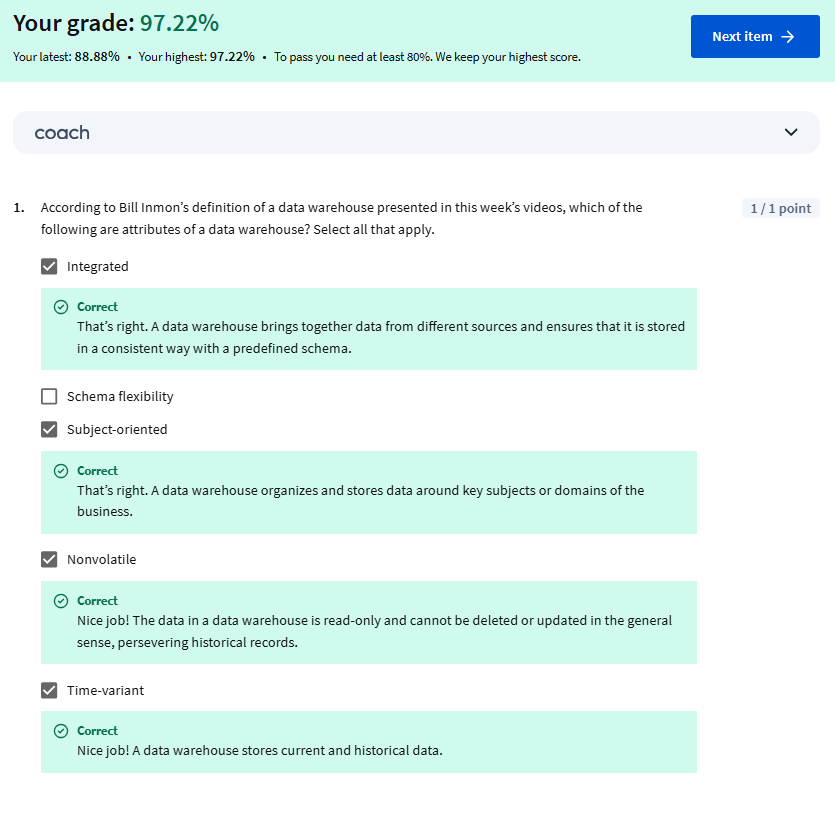 Your grade: 97.22%
Your latest: 88.88% • Your highest: 97.22% • To pass you need at least 80%. We keep your highest score.
Next item →
coach
1. According to Bill Inmon's definition of a data warehouse presented in this week's videos, which of the
following are attributes of a data warehouse? Select all that apply.
1 / 1 point
Integrated
Correct
That's right. A data warehouse brings together data from different sources and ensures that it is stored
in a consistent way with a predefined schema.
Schema flexibility
Subject-oriented
Correct
That's right. A data warehouse organizes and stores data around key subjects or domains of the
business.
Nonvolatile
Correct
Nice job! The data in a data warehouse is read-only and cannot be deleted or updated in the general
sense, persevering historical records.
Time-variant
Correct
Nice job! A data warehouse stores current and historical data.